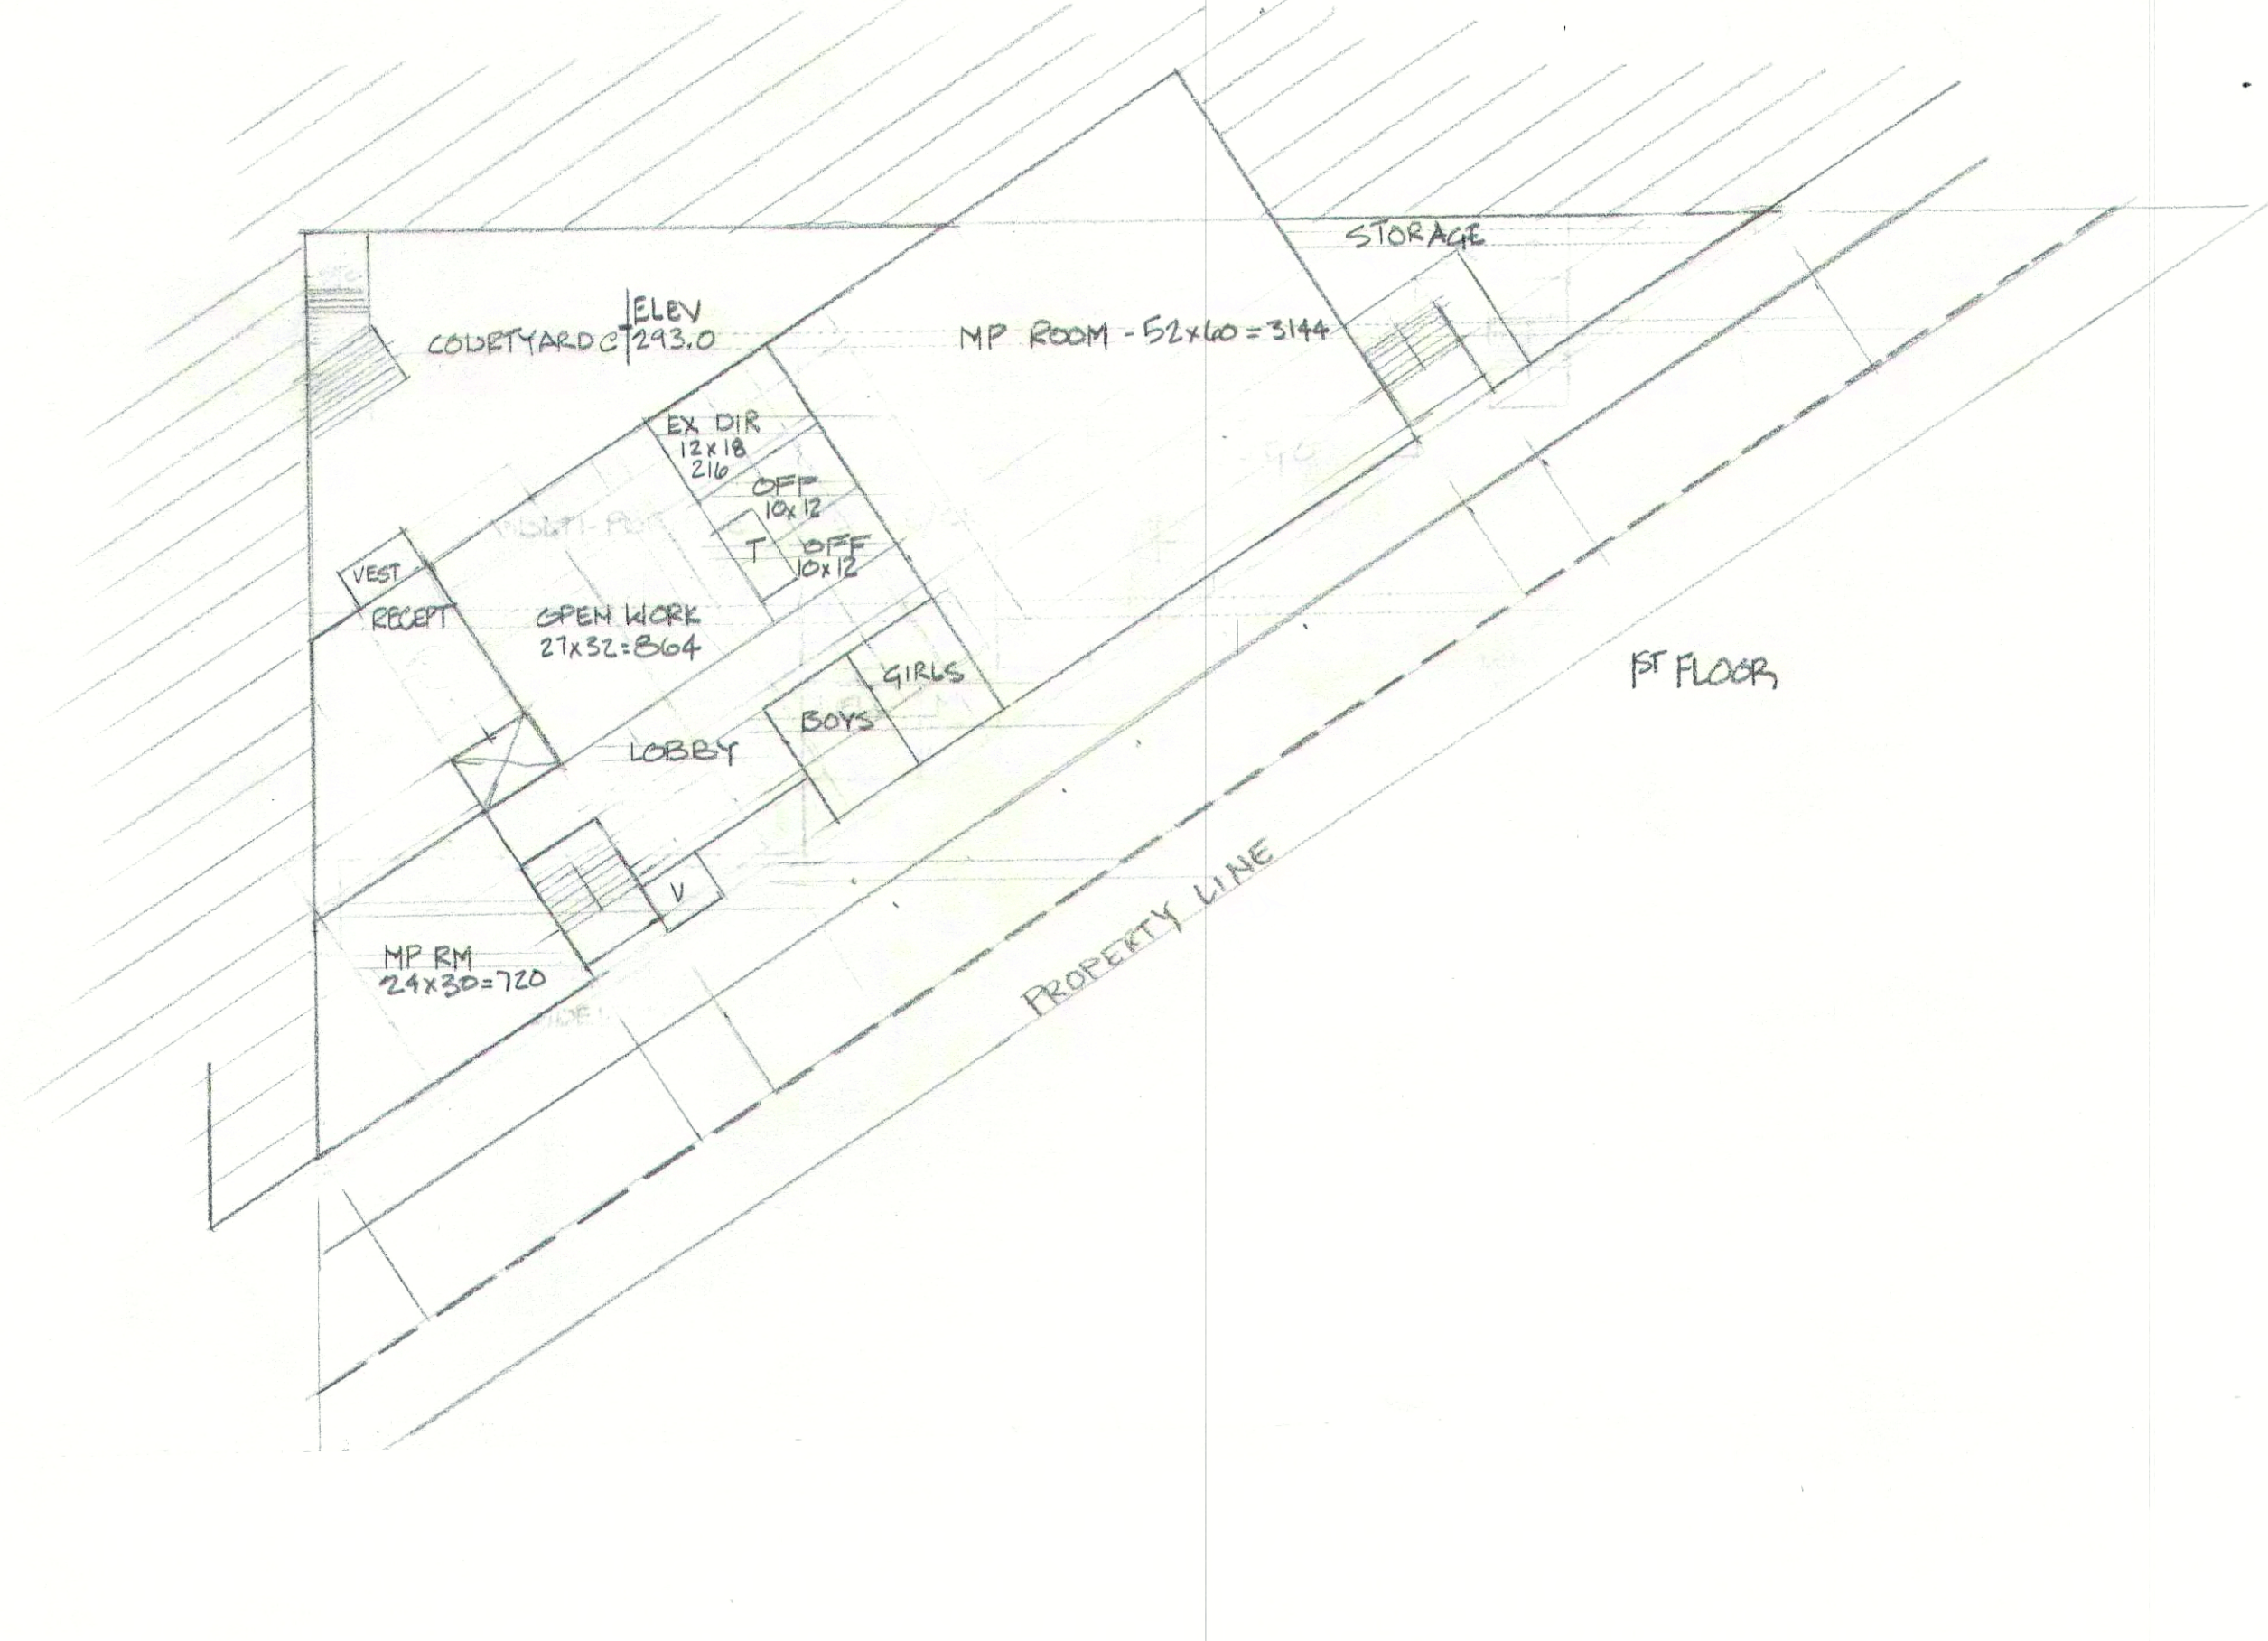 STORAGE
ELEV
COURTYARD @ 293.0
MP ROOM - 52x60=3144
EX DIR
12x18
216
OFF
10x12
T
OFF
10x12
VEST
RECEPT
OPEN WORK
27x32=864
1ST FLOOR
GIRLS
BOYS
LOBBY
V
PROPERTY LINE
MP RM
24x30=720